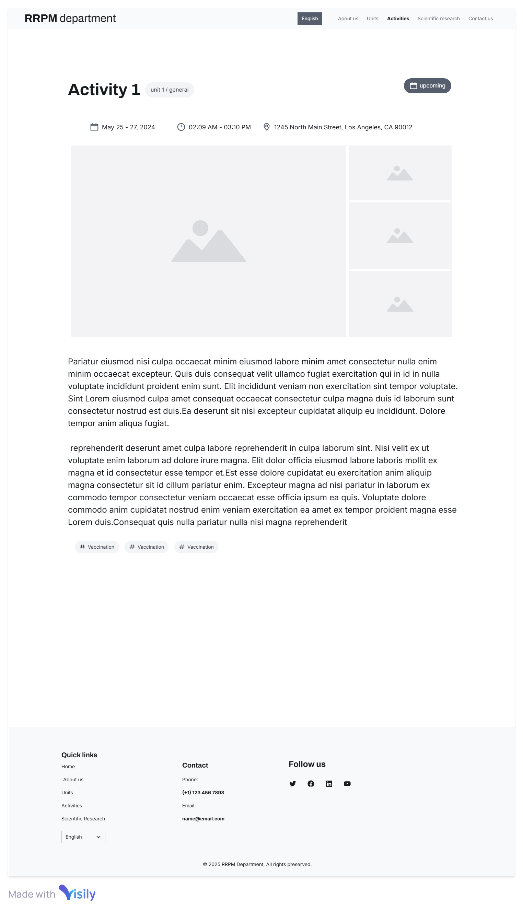 RRPM department
English
About us
Units
Activities
Scientific research
Contact us
Activity 1
unit 1 / general
upcoming
May 25 - 27, 2024
02:09 AM - 03:10 PM
1245 North Main Street, Los Angeles, CA 90012
Pariatur eiusmod nisi culpa occaecat minim eiusmod labore minim amet consectetur nulla enim
minim occaecat excepteur. Quis duis consequat velit ullamco fugiat exercitation qui in id in nulla
voluptate incididunt proident enim sunt. Elit incididunt veniam non exercitation sint tempor voluptate.
Sint Lorem eiusmod culpa amet consequat occaecat consectetur culpa magna duis id laborum sunt
consectetur nostrud est duis.Ea deserunt sit nisi excepteur cupidatat aliquip eu incididunt. Dolore
tempor anim aliqua fugiat.
reprehenderit deserunt amet culpa labore reprehenderit in culpa laborum sint. Nisi velit ex ut
voluptate enim laborum ad dolore irure magna. Elit dolor officia eiusmod labore laboris mollit ex
magna et id consectetur esse tempor et.Est esse dolore cupidatat eu exercitation anim aliquip
magna consectetur sit id cillum pariatur enim. Excepteur magna ad nisi pariatur in laborum ex
commodo tempor consectetur veniam occaecat esse officia ipsum ea quis. Voluptate dolore
commodo anim cupidatat nostrud enim veniam exercitation ea amet ex tempor proident magna esse
Lorem duis.Consequat quis nulla pariatur nulla nisi magna reprehenderit
# Vaccination
# Vaccination
# Vaccination
Quick links
Home
About us
Units
Activities
Scientific Research
English
Contact
Phone:
Email:
name@email.com
Follow us
© 2025 RRPM Department. All rights preserved.
Made with Visily